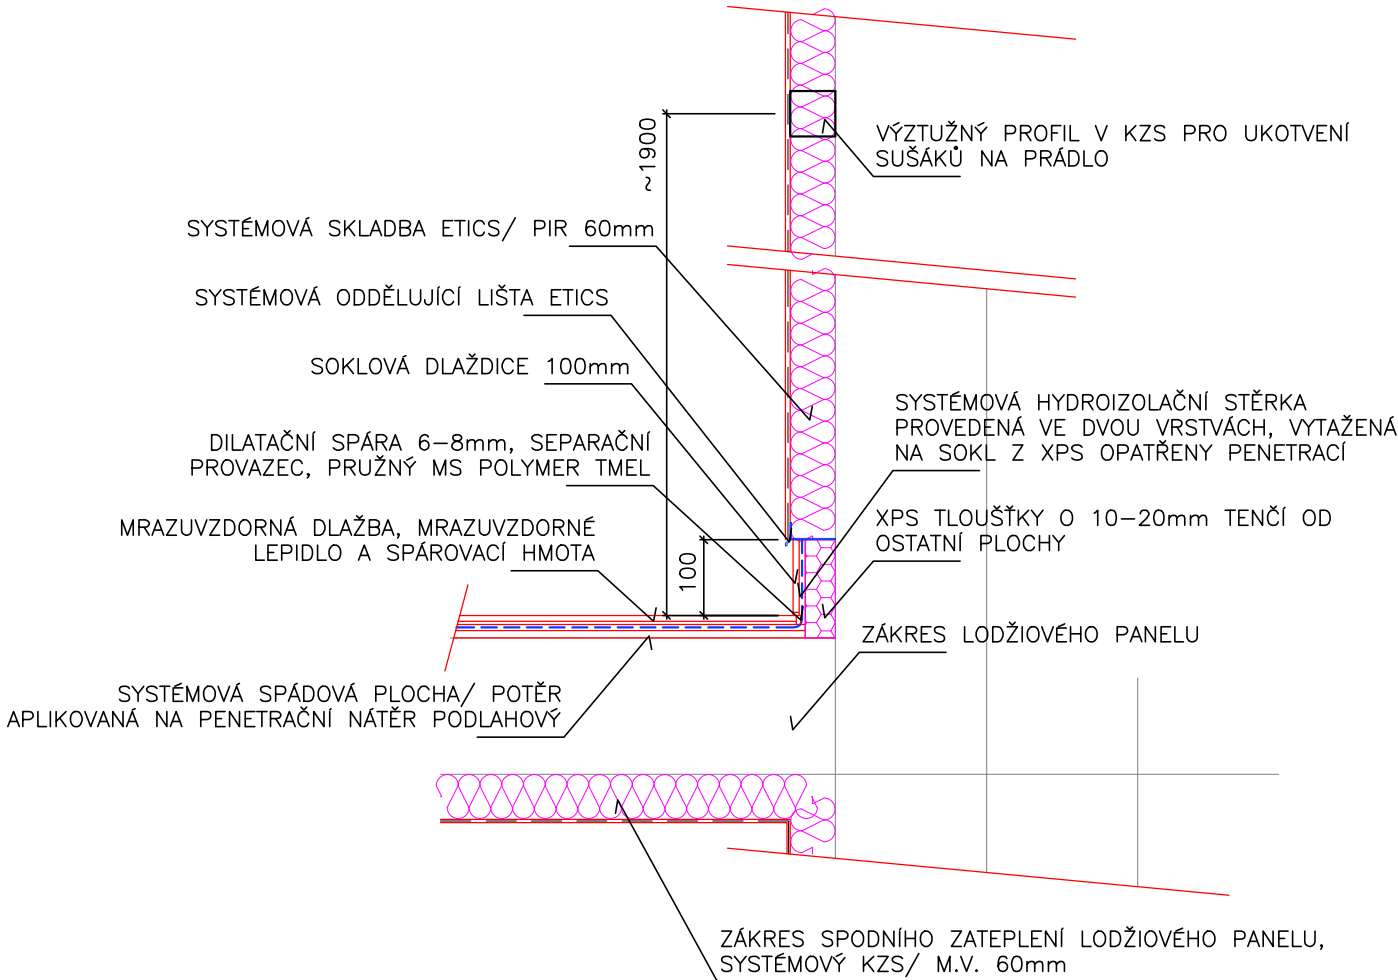 VÝZTUŽNÝ PROFIL V KZS PRO UKOTVENÍ
SUŠÁKŮ NA PRÁDLO
~1900
SYSTÉMOVÁ SKLADBA ETICS/ PIR 60mm
SYSTÉMOVÁ ODDĚLUJÍCÍ LIŠTA ETICS
SOKLOVÁ DLAŽDICE 100mm
SYSTÉMOVÁ HYDROIZOLAČNÍ STĚRKA
PROVEDENÁ VE DVOU VRSTVÁCH, VYTAŽENÁ
NA SOKL Z XPS OPATŘENY PENETRACÍ
DILATAČNÍ SPÁRA 6-8mm, SEPARAČNÍ
PROVAZEC, PRUŽNÝ MS POLYMER TMEL
XPS TLOUŠŤKY O 10-20mm TENČÍ OD
OSTATNÍ PLOCHY
MRAZUVZDORNÁ DLAŽBA, MRAZUVZDORNÉ
LEPIDLO A SPÁROVACÍ HMOTA
100
ZÁKRES LODŽIOVÉHO PANELU
SYSTÉMOVÁ SPÁDOVÁ PLOCHA/ POTĚR
APLIKOVANÁ NA PENETRAČNÍ NÁTĚR PODLAHOVÝ
ZÁKRES SPODNÍHO ZATEPLENÍ LODŽIOVÉHO PANELU,
SYSTÉMOVÝ KZS/ M.V. 60mm